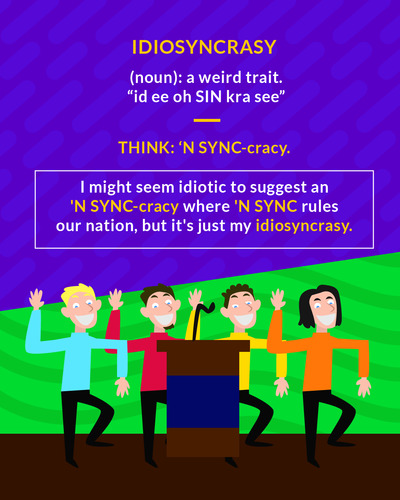 IDIOSYNCRASY
(noun): a weird trait.
“id ee oh SIN kra see”
THINK: ‘N SYNC-cracy.
I might seem idiotic to suggest an
'N SYNC-cracy where 'N SYNC rules
our nation, but it's just my idiosyncrasy.